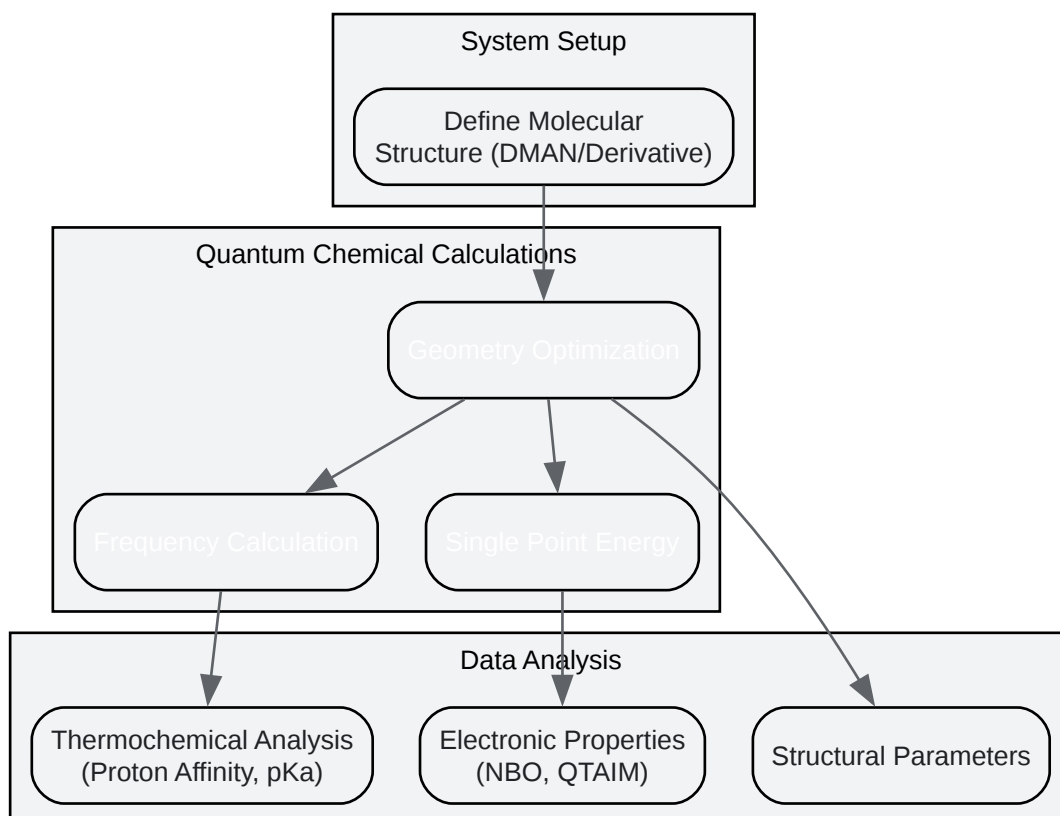 System Setup
Define Molecular
Structure (DMAN/Derivative)
Quantum Chemical Calculations
Geometry Optimization
Frequency Calculation
Single Point Energy
Data Analysis
Thermochemical Analysis
(Proton Affinity, pKa)
Electronic Properties
(NBO, QTAIM)
Structural Parameters